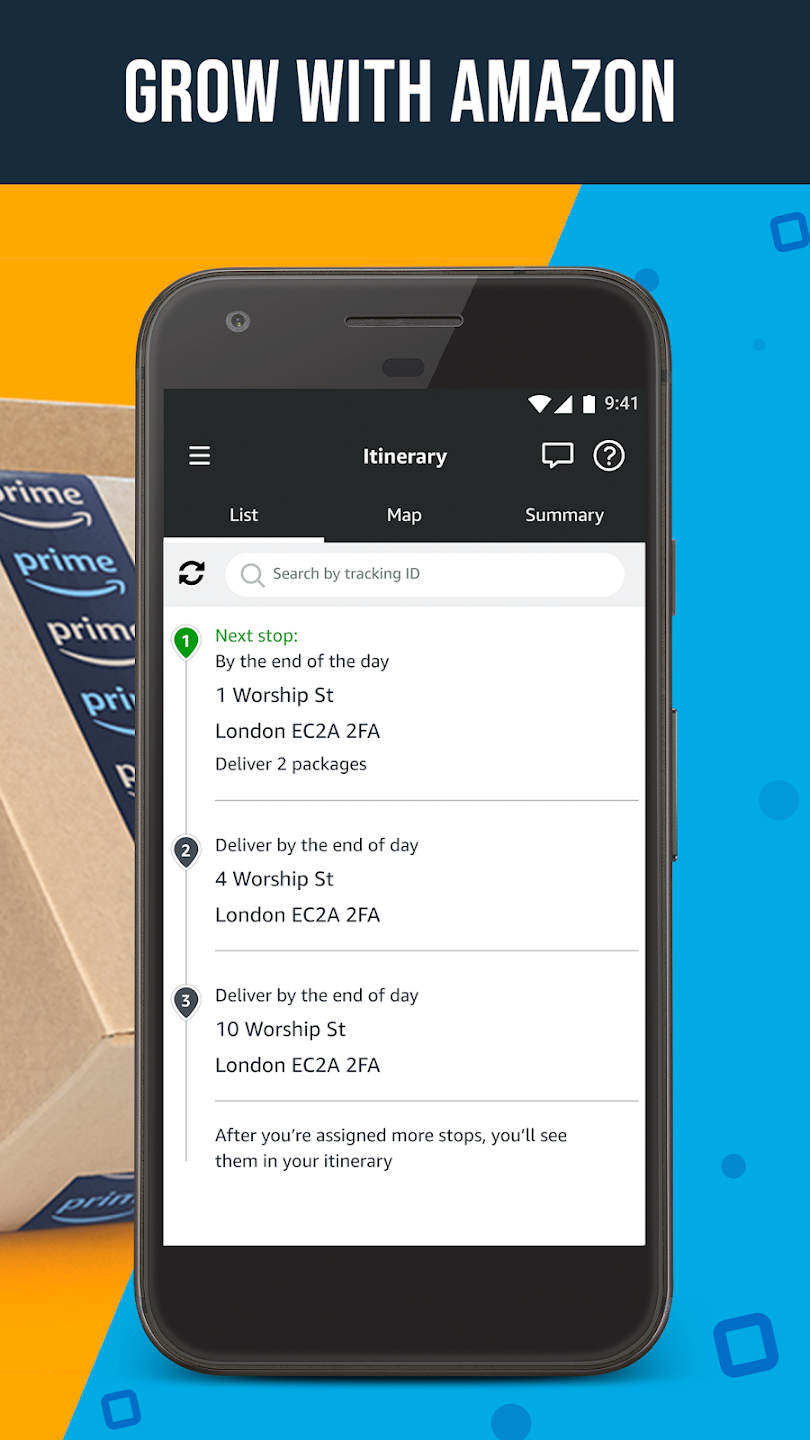 GROW WITH AMAZON
prime
prime
prime
9:41
Itinerary
List Map Summary
Search by tracking ID
1
Next stop:
By the end of the day
1 Worship St
London EC2A 2FA
Deliver 2 packages
2
Deliver by the end of day
4 Worship St
London EC2A 2FA
3
Deliver by the end of day
10 Worship St
London EC2A 2FA
After you’re assigned more stops, you’ll see
them in your itinerary